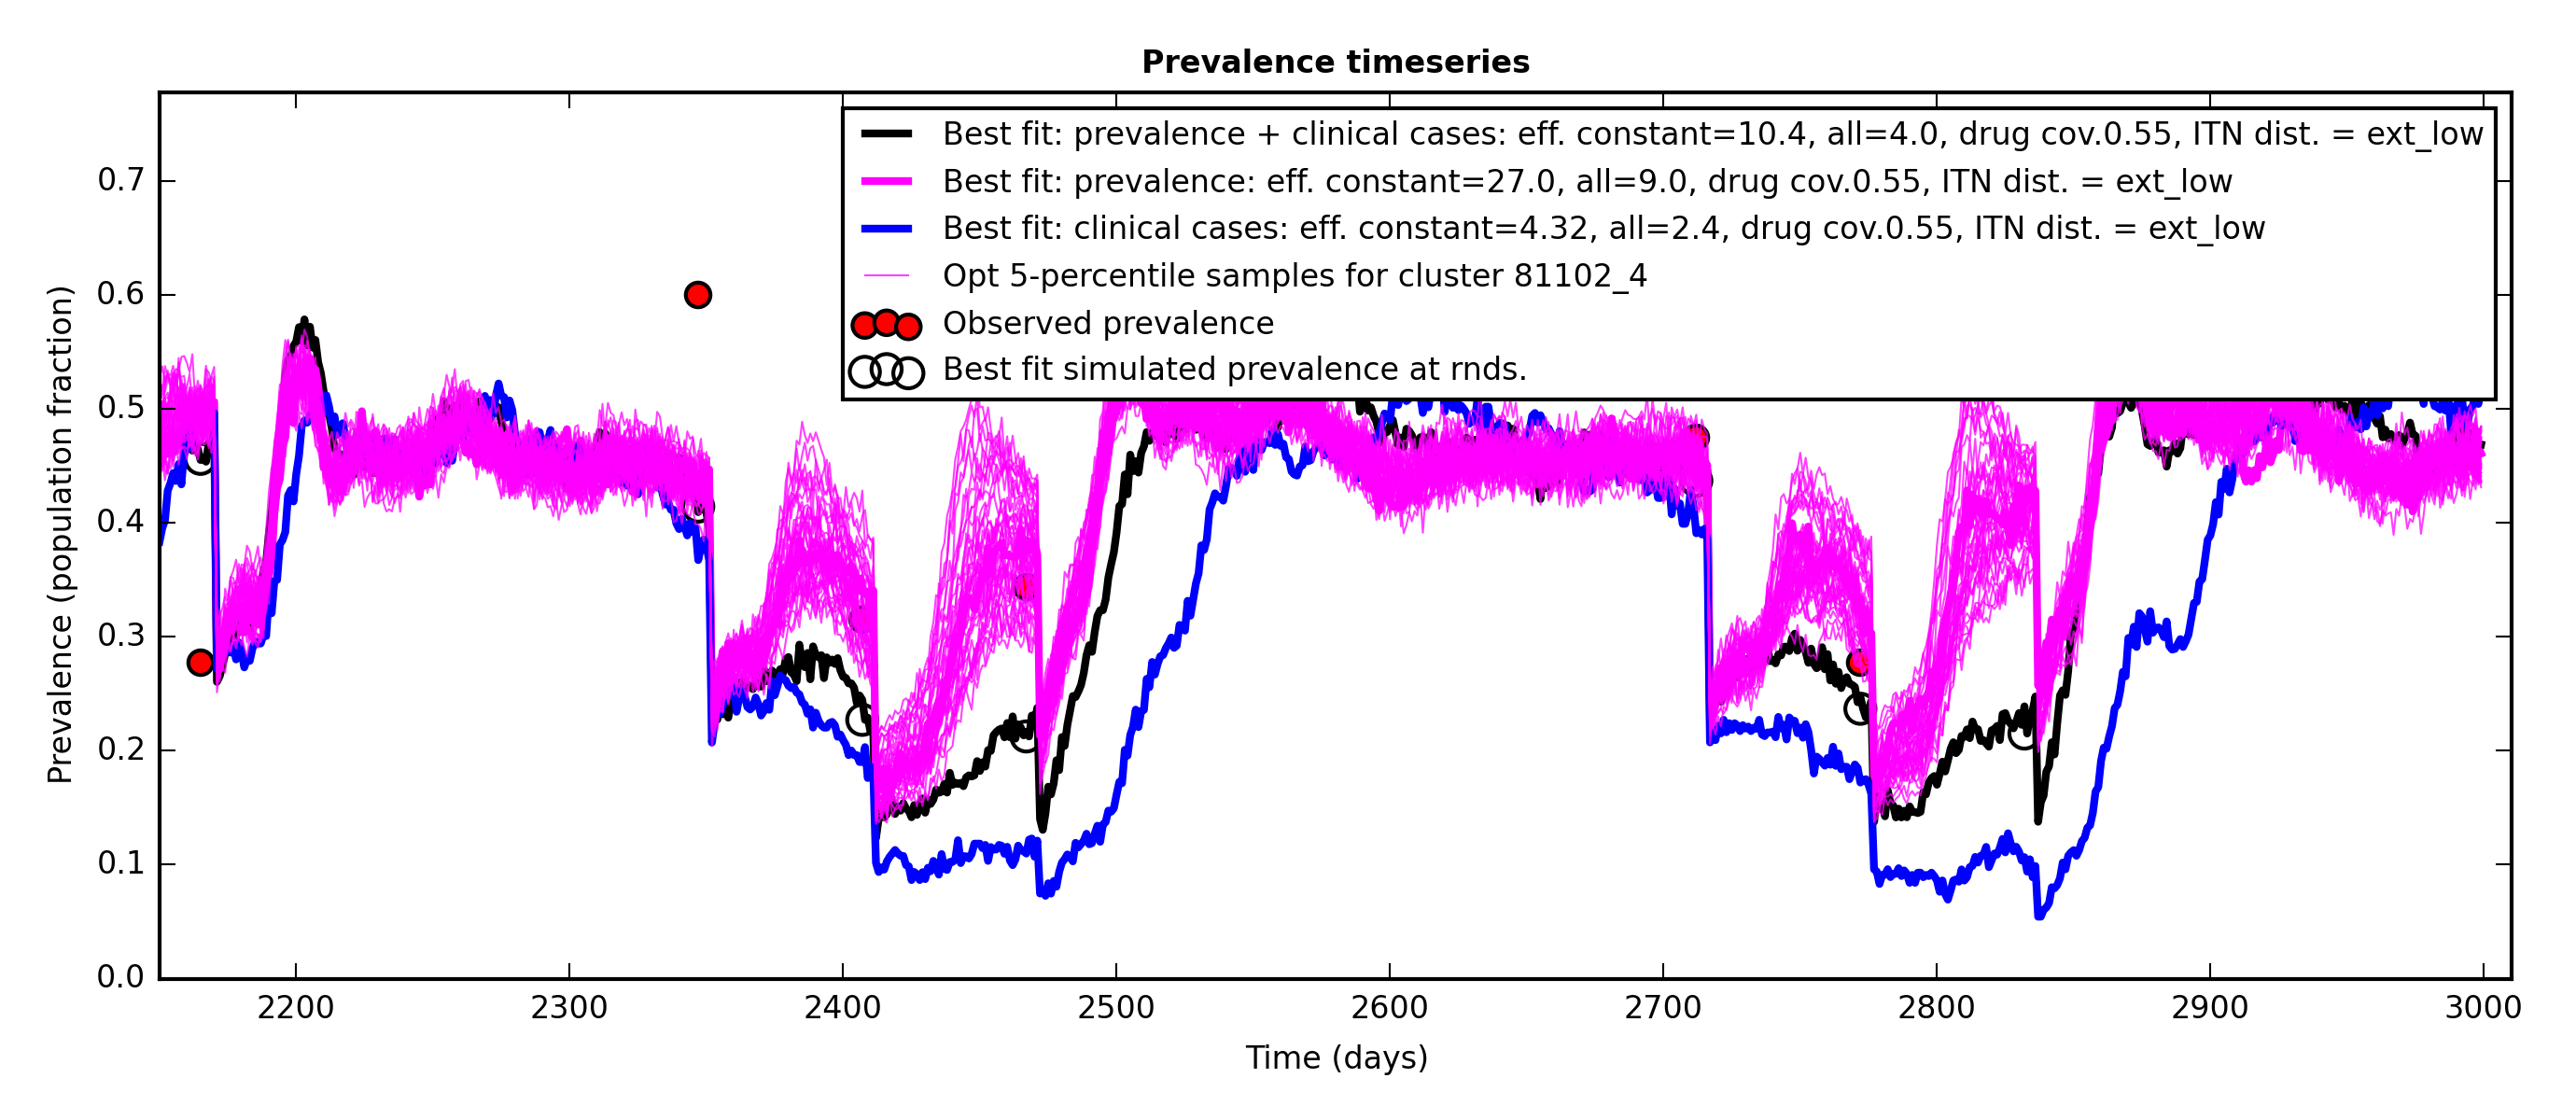 Prevalence timeseries
Best fit: prevalence + clinical cases: eff. constant=10.4, all=4.0, drug cov.0.55, ITN dist. = ext_low
Best fit: prevalence: eff. constant=27.0, all=9.0, drug cov.0.55, ITN dist. = ext_low
Best fit: clinical cases: eff. constant=4.32, all=2.4, drug cov.0.55, ITN dist. = ext_low
Opt 5-percentile samples for cluster 81102_4
Observed prevalence
Best fit simulated prevalence at rnds.
Prevalence (population fraction)
0.7
0.6
0.5
0.4
0.3
0.2
0.1
0.0
2200 2300 2400 2500 2600 2700 2800 2900 3000
Time (days)